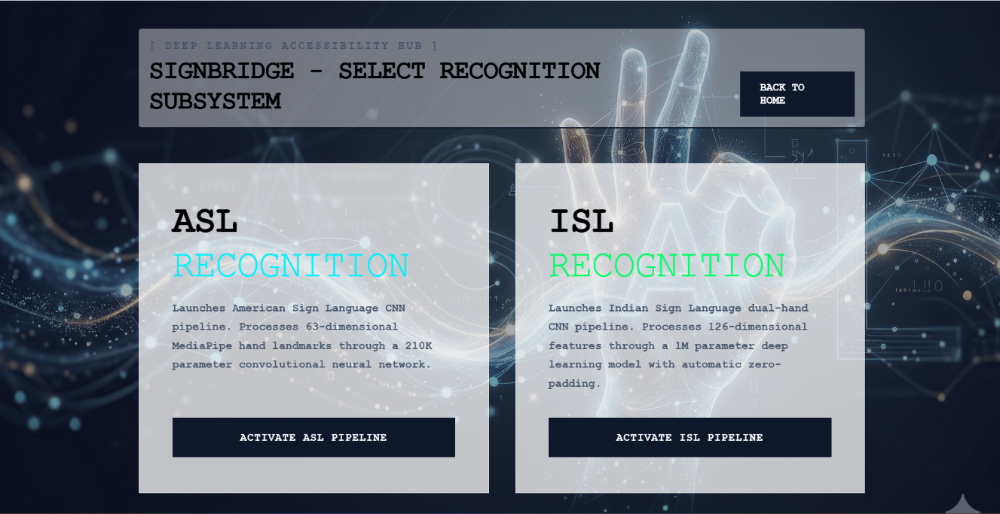 [ DEEP LEARNING ACCESSIBILITY HUB ]
SIGNBRIDGE - SELECT RECOGNITION
SUBSYSTEM
BACK TO
HOME
ASL
RECOGNITION
Launches American Sign Language CNN
pipeline. Processes 63-dimensional
MediaPipe hand landmarks through a 210K
parameter convolutional neural network.
ACTIVATE ASL PIPELINE
ISL
RECOGNITION
Launches Indian Sign Language dual-hand
CNN pipeline. Processes 126-dimensional
features through a 1M parameter deep
learning model with automatic zero-
padding.
ACTIVATE ISL PIPELINE